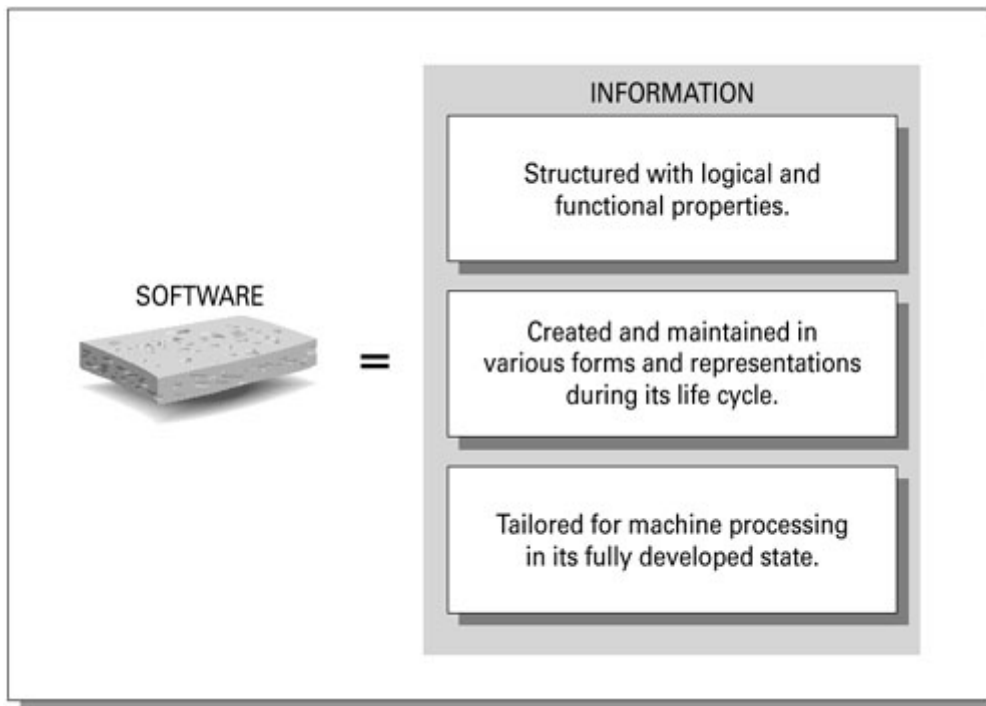 INFORMATION
Structured with logical and
functional properties.
SOFTWARE
=
Created and maintained in
various forms and representations
during its life cycle.
Tailored for machine processing
in its fully developed state.